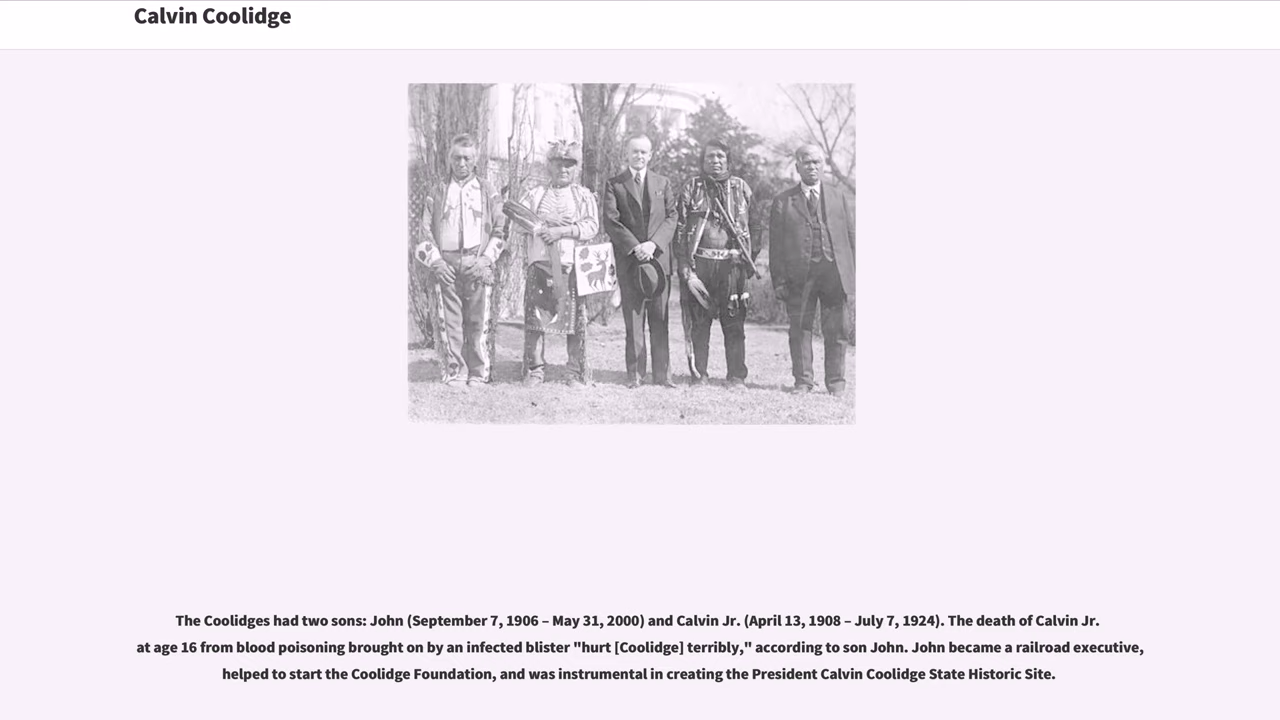 Calvin Coolidge
The Coolidges had two sons: John (September 7, 1906 – May 31, 2000) and Calvin Jr. (April 13, 1908 – July 7, 1924). The death of Calvin Jr.
at age 16 from blood poisoning brought on by an infected blister "hurt [Coolidge] terribly," according to son John. John became a railroad executive,
helped to start the Coolidge Foundation, and was instrumental in creating the President Calvin Coolidge State Historic Site.